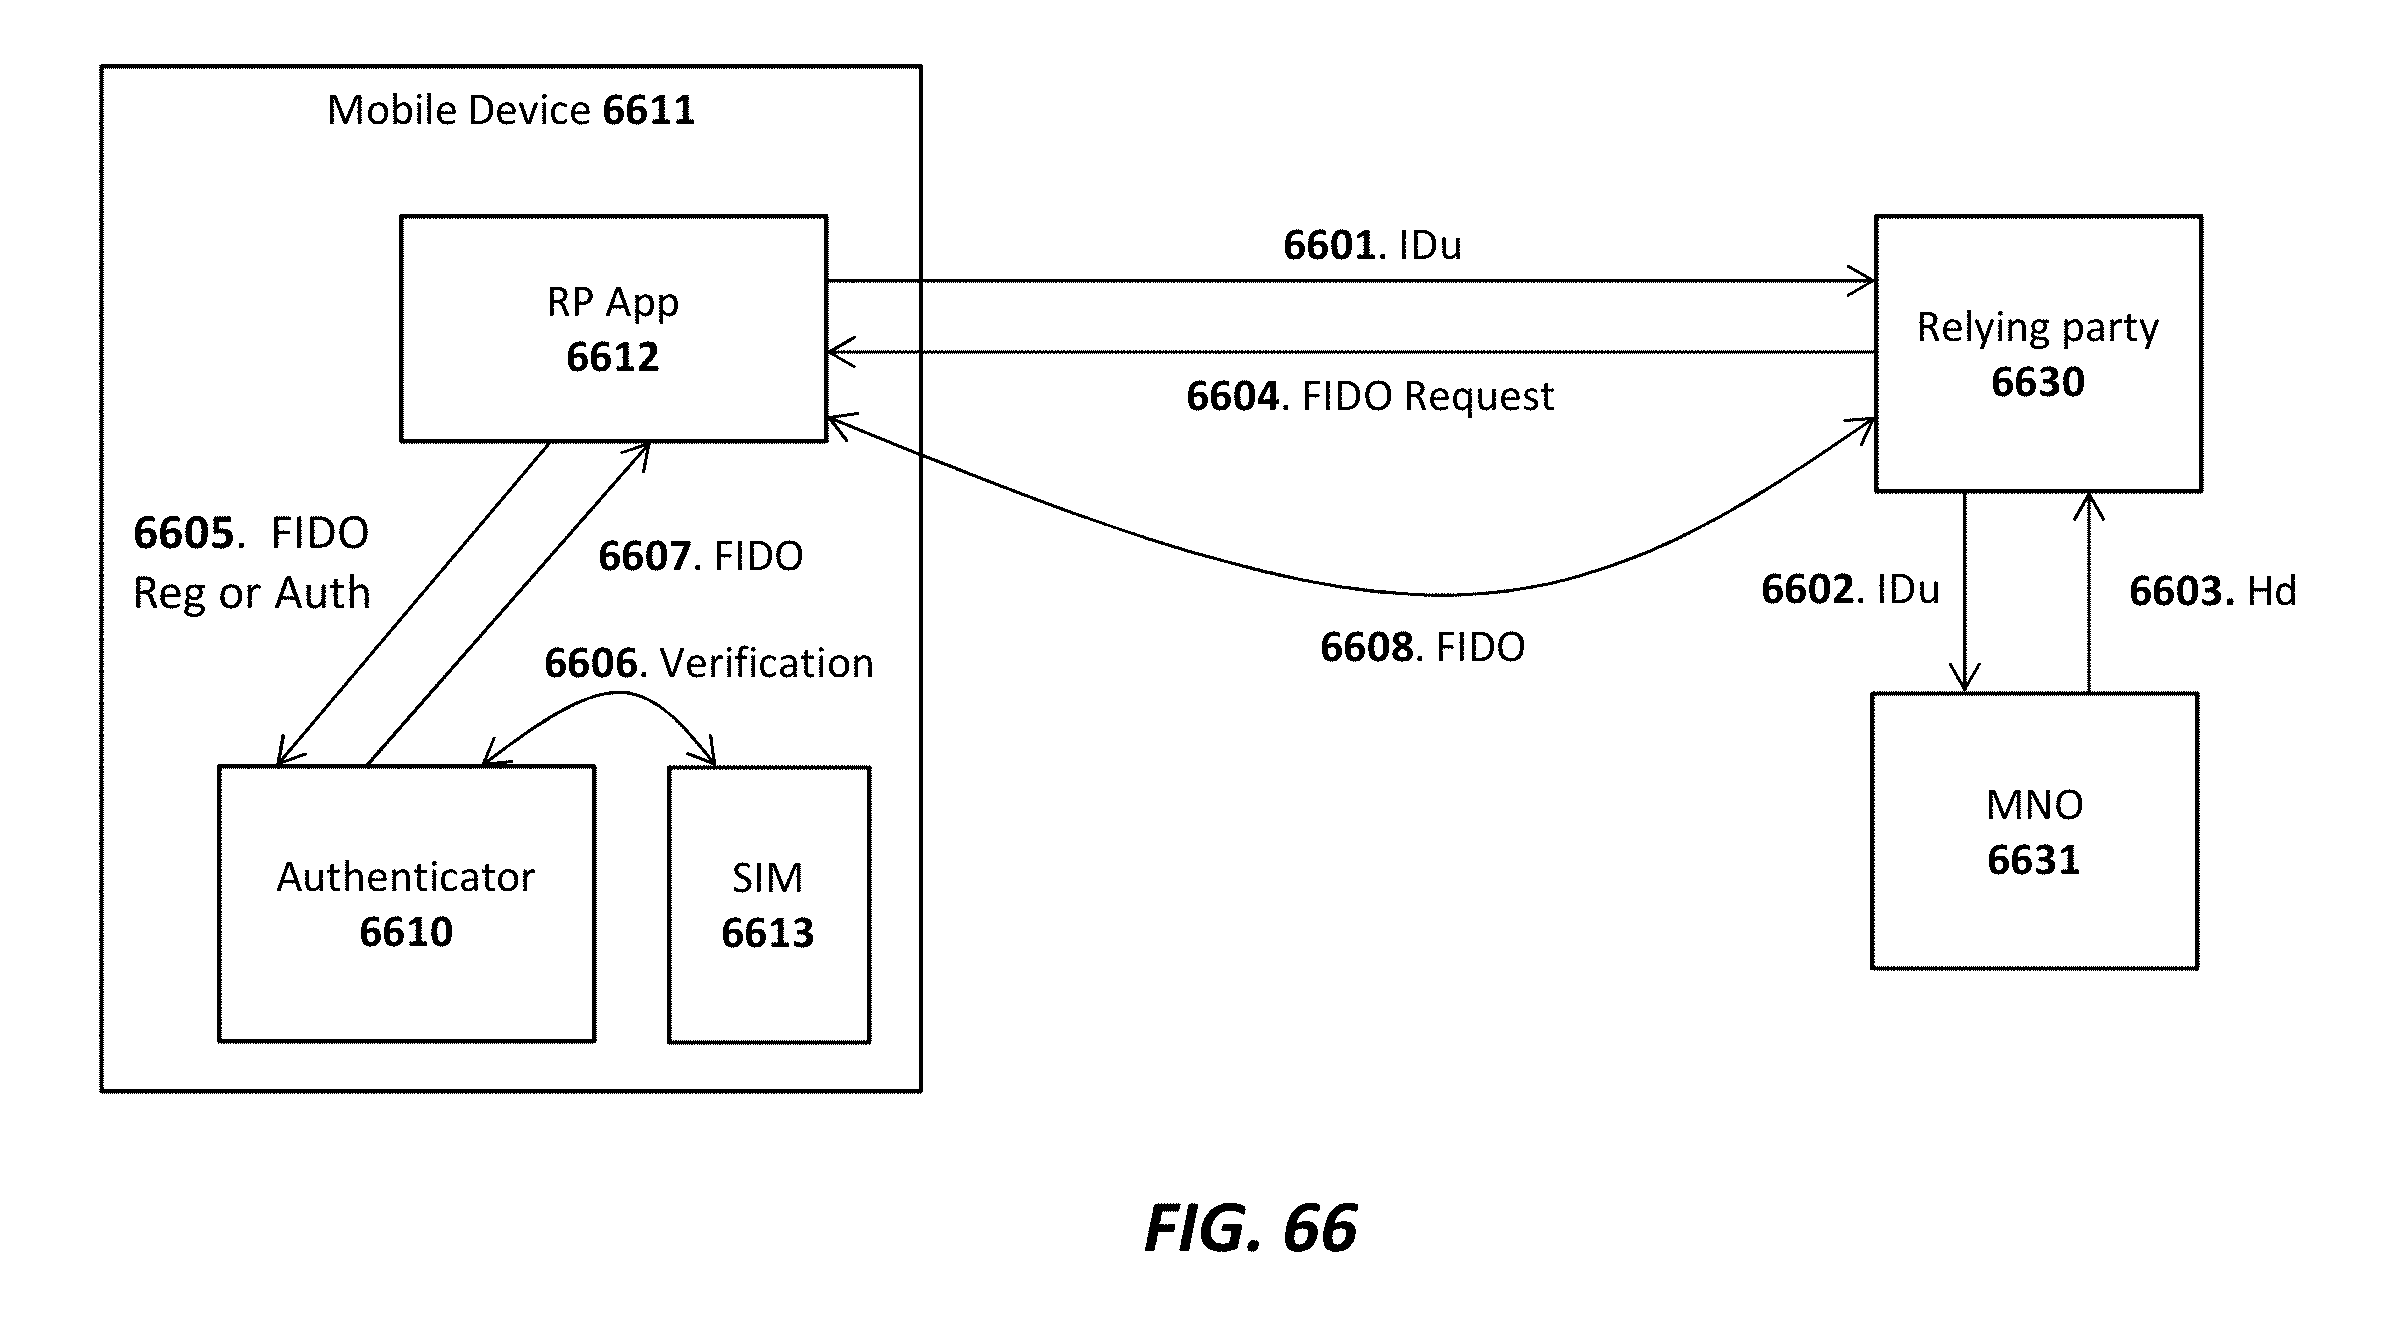 Mobile Device 6611
RP App
6612
6601. IDu
6604. FIDO Request
Relying party
6630
6605. FIDO
Reg or Auth
6607. FIDO
6606. Verification
6608. FIDO
6602. IDu
6603. Hd
Authenticator
6610
SIM
6613
MNO
6631
FIG. 66